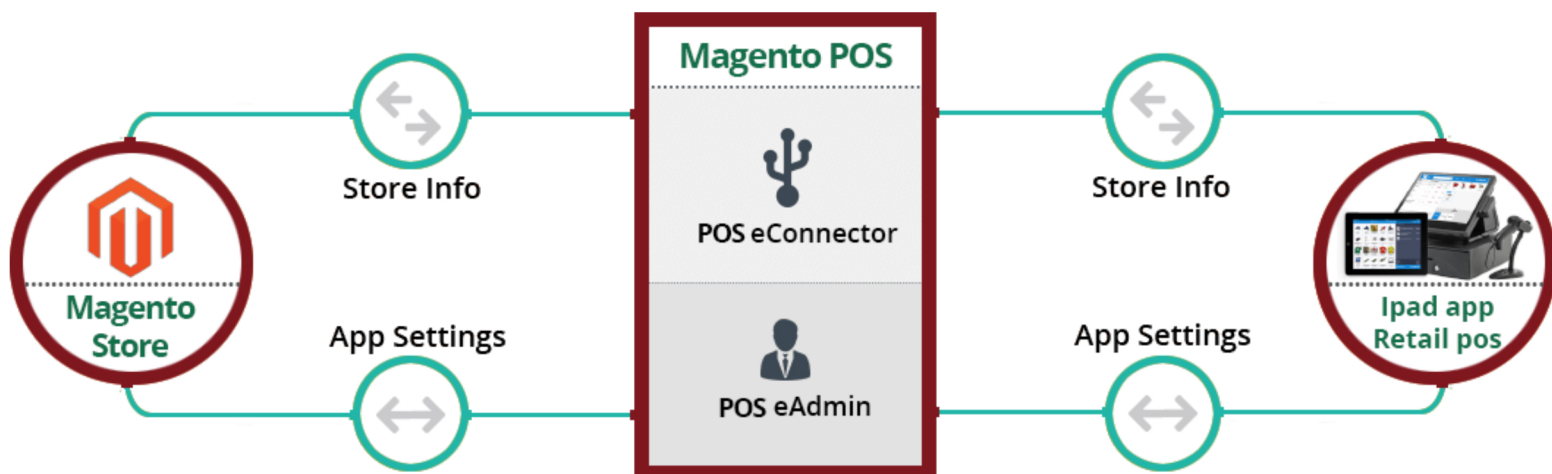 Magento POS
Store Info
Store Info
POS eConnector
Magento
Store
Ipad app
Retail pos
App Settings
App Settings
POS eAdmin